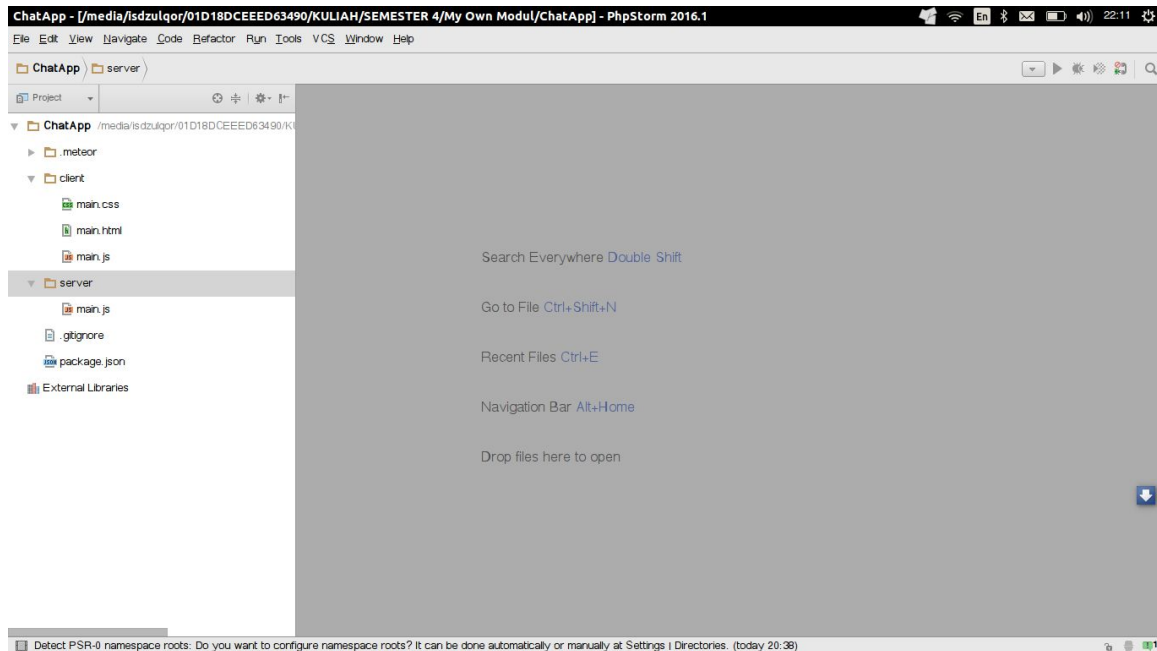 ChatApp - [/media/isdzulqor/01D18DCEEED63490/KULIAH/SEMESTER 4/My Own Modul/ChatApp] - PhpStorm 2016.1
En
22:11
File Edit View Navigate Code Refactor Run Tools VCS Window Help
ChatApp server
Project
ChatApp /media/isdzulqor/01D18DCEEED63490/KU
.meteor
client
main.css
main.html
main.js
server
main.js
.gitignore
package.json
External Libraries
Search Everywhere Double Shift
Go to File Ctrl+Shift+N
Recent Files Ctrl+E
Navigation Bar Alt+Home
Drop files here to open
Detect PSR-0 namespace roots: Do you want to configure namespace roots? It can be done automatically or manually at Settings | Directories. (today 20:38)